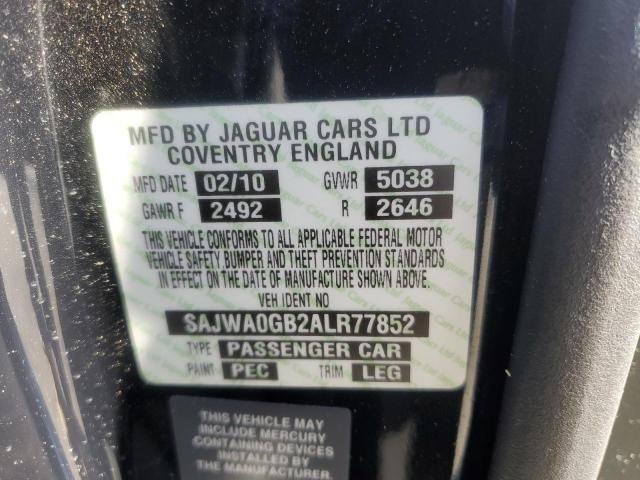 MFD BY JAGUAR CARS LTD
COVENTRY ENGLAND
MFD DATE 02/10 GVWR 5038
GAWR F 2492 R 2646
THIS VEHICLE CONFORMS TO ALL APPLICABLE FEDERAL MOTOR
VEHICLE SAFETY BUMPER AND THEFT PREVENTION STANDARDS
IN EFFECT ON THE DATE OF MANUFACTURE SHOWN ABOVE.
VEH IDENT NO
SAJWA0GB2ALR77852
TYPE PASSENGER CAR
PAINT PEC TRIM LEG
THIS VEHICLE MAY
INCLUDE MERCURY
CONTAINING DEVICES
INSTALLED BY THE
MANUFACTURER